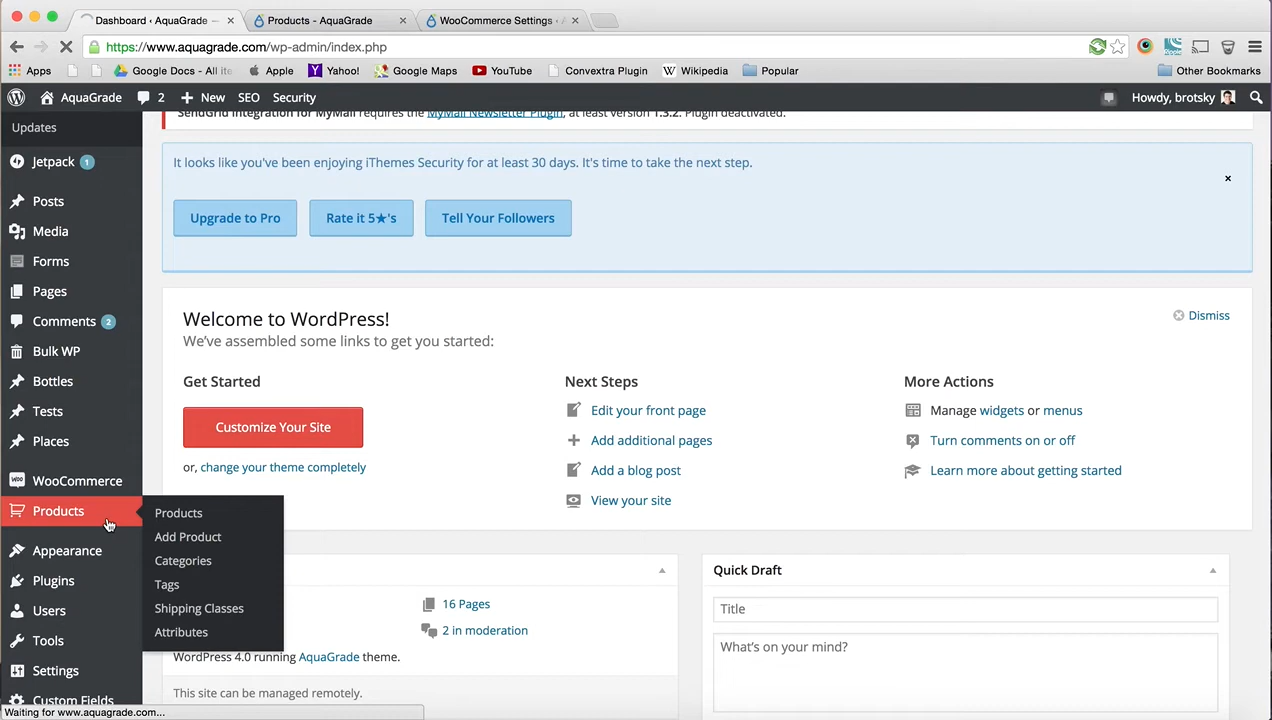 Dashboard ‹ AquaGrade —
Products - AquaGrade
WooCommerce Settings ‹
https://www.aquagrade.com/wp-admin/index.php
Apps
Google Docs - All ite
Apple
Yahoo!
Google Maps
YouTube
Convextra Plugin
Wikipedia
Popular
Other Bookmarks
AquaGrade
2
New
SEO
Security
Howdy, brotsky
Updates
Jetpack 1
Posts
Media
Forms
Pages
Comments 2
Bulk WP
Bottles
Tests
Places
WooCommerce
Products
Appearance
Plugins
Users
Tools
Settings
Custom Fields
Products
Add Product
Categories
Tags
Shipping Classes
Attributes
SendGrid Integration for MyMail requires the MyMail Newsletter Plugin, at least version 1.3.2. Plugin deactivated.
It looks like you've been enjoying iThemes Security for at least 30 days. It's time to take the next step.
Upgrade to Pro
Rate it 5★'s
Tell Your Followers
Welcome to WordPress!
We've assembled some links to get you started:
Dismiss
Get Started
Customize Your Site
or, change your theme completely
Next Steps
Edit your front page
Add additional pages
Add a blog post
View your site
More Actions
Manage widgets or menus
Turn comments on or off
Learn more about getting started
16 Pages
2 in moderation
WordPress 4.0 running AquaGrade theme.
This site can be managed remotely.
Quick Draft
Title
What's on your mind?
Waiting for www.aquagrade.com...